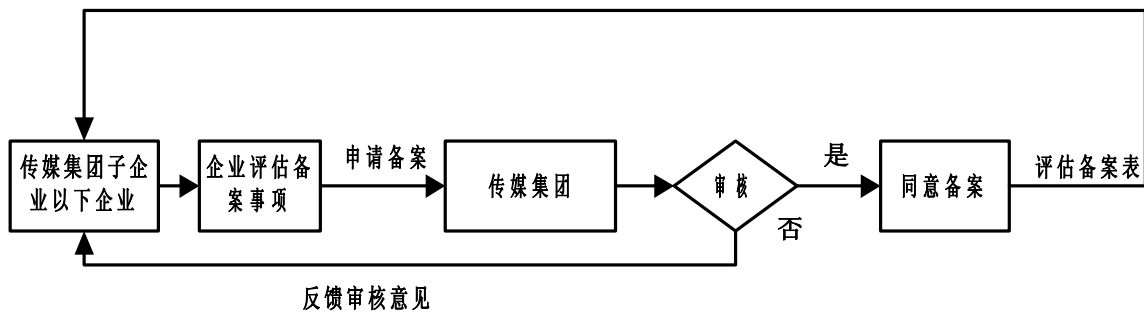 传媒集团子企
业以下企业
企业评估备
案事项
申请备案
传媒集团
审核
是
否
同意备案
评估备案表
反馈审核意见